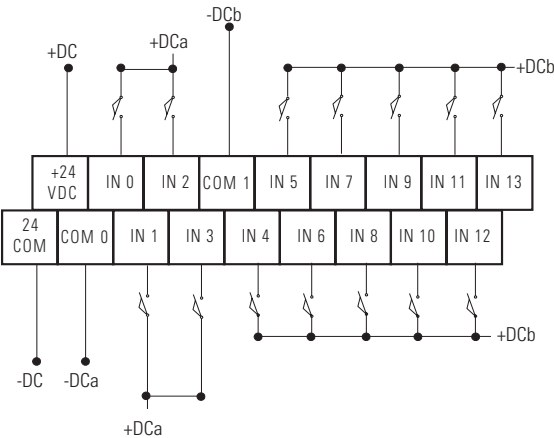 -DCb
+DC
+DCa
+DCb
+24
VDC
IN 0
IN 2
COM 1
IN 5
IN 7
IN 9
IN 11
IN 13
24
COM
COM 0
IN 1
IN 3
IN 4
IN 6
IN 8
IN 10
IN 12
+DCb
-DC
-DCa
+DCa